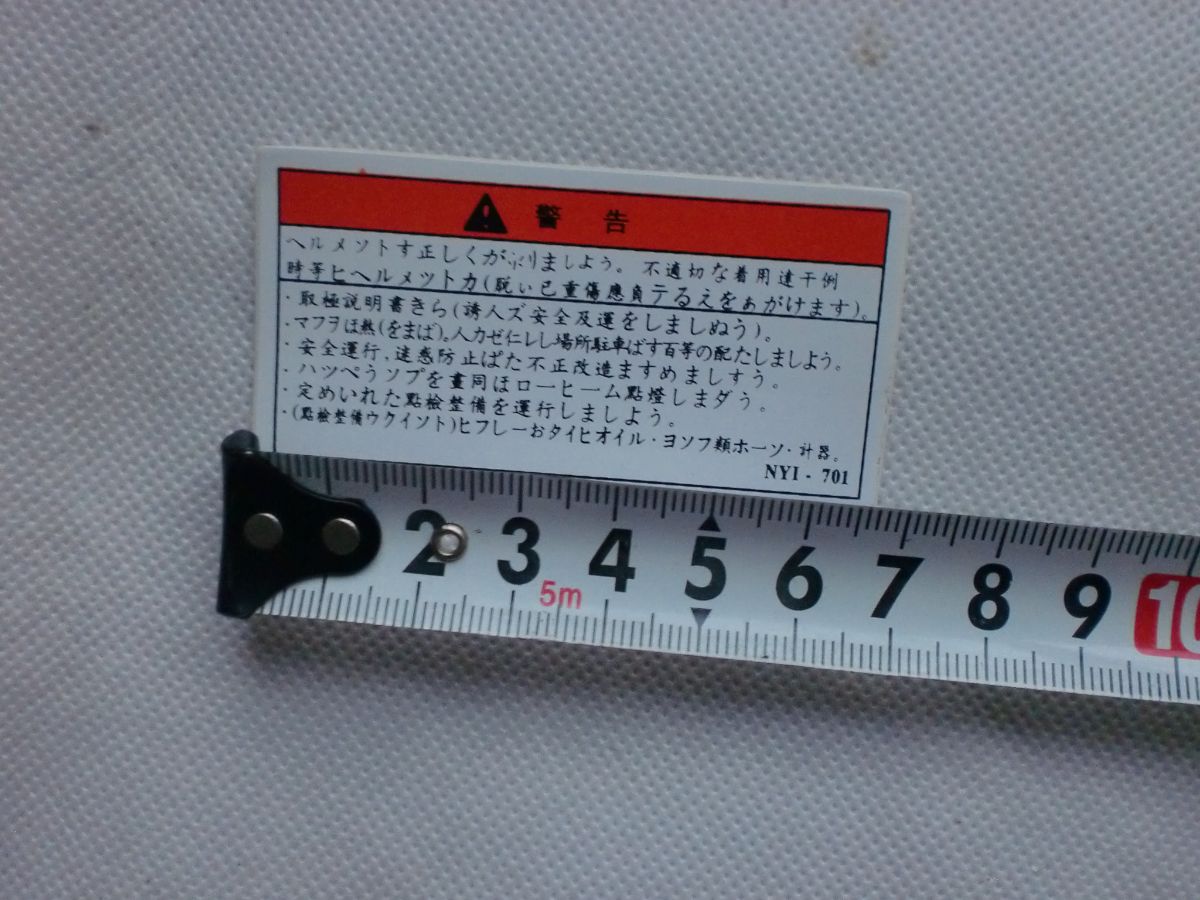 警 告
ヘルメソトす正しくがぶりましよう。 不適切な着用達干例
時等ヒヘルメツトカ(脱い已重傷應負テるえをぁがけます)。
・取極説明書きら(誘人ズ安全及運をしましぬう)。
・マフヲほ熱(をまば)。人カゼ仁レし場所駐車ばす百等の配たしましよう。
・安全運行、迷惑防止ぱた不正改造ますめましすう。
・ハツペうソプを畫同ほローヒーム點燈しまダう。
・定めいれた點檢整備を運行しましよう。
・(點檢整備ウクイソト)ヒフレーおタイヒオイル・ヨソフ類ホーソ・計器。
NYI - 701
2 3 4 5 6 7 8 9 10
5m